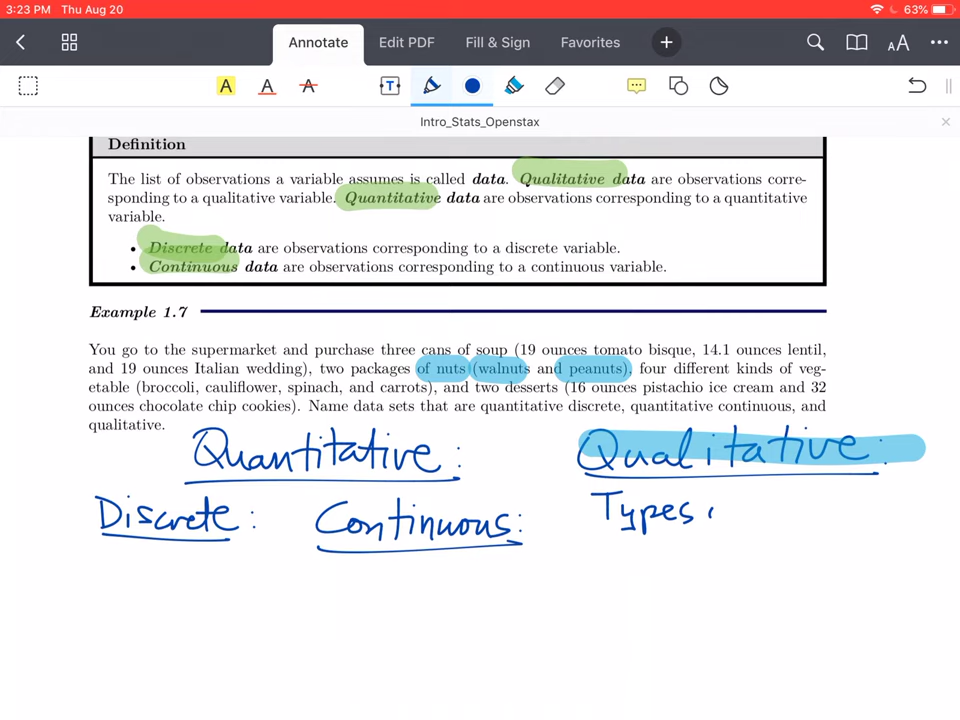 3:23 PM Thu Aug 20 63%
Annotate Edit PDF Fill & Sign Favorites + AA
A A A T
Intro_Stats_Openstax
Definition
The list of observations a variable assumes is called data. Qualitative data are observations corre-
sponding to a qualitative variable. Quantitative data are observations corresponding to a quantitative
variable.
• Discrete data are observations corresponding to a discrete variable.
• Continuous data are observations corresponding to a continuous variable.
Example 1.7
You go to the supermarket and purchase three cans of soup (19 ounces tomato bisque, 14.1 ounces lentil,
and 19 ounces Italian wedding), two packages of nuts (walnuts and peanuts), four different kinds of veg-
etable (broccoli, cauliflower, spinach, and carrots), and two desserts (16 ounces pistachio ice cream and 32
ounces chocolate chip cookies). Name data sets that are quantitative discrete, quantitative continuous, and
qualitative.
Quantitative: Qualitative:
Discrete: Continuous: Types